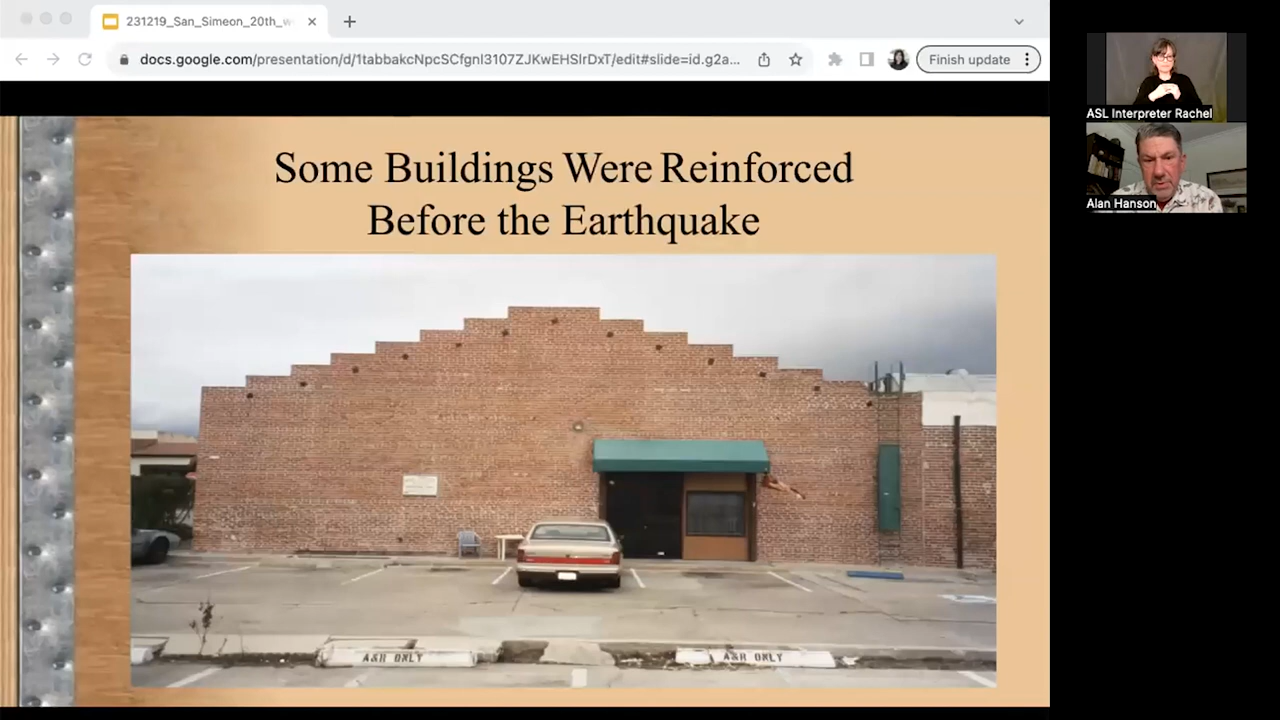 231219_San_Simeon_20th_w
docs.google.com/presentation/d/1tabbakcNpcSCfgnI3107ZJKwEHSIrDxT/edit#slide=id.g2a...
Finish update
Some Buildings Were Reinforced
Before the Earthquake
A&R ONLY
A&R ONLY
ASL Interpreter Rachel
Alan Hanson